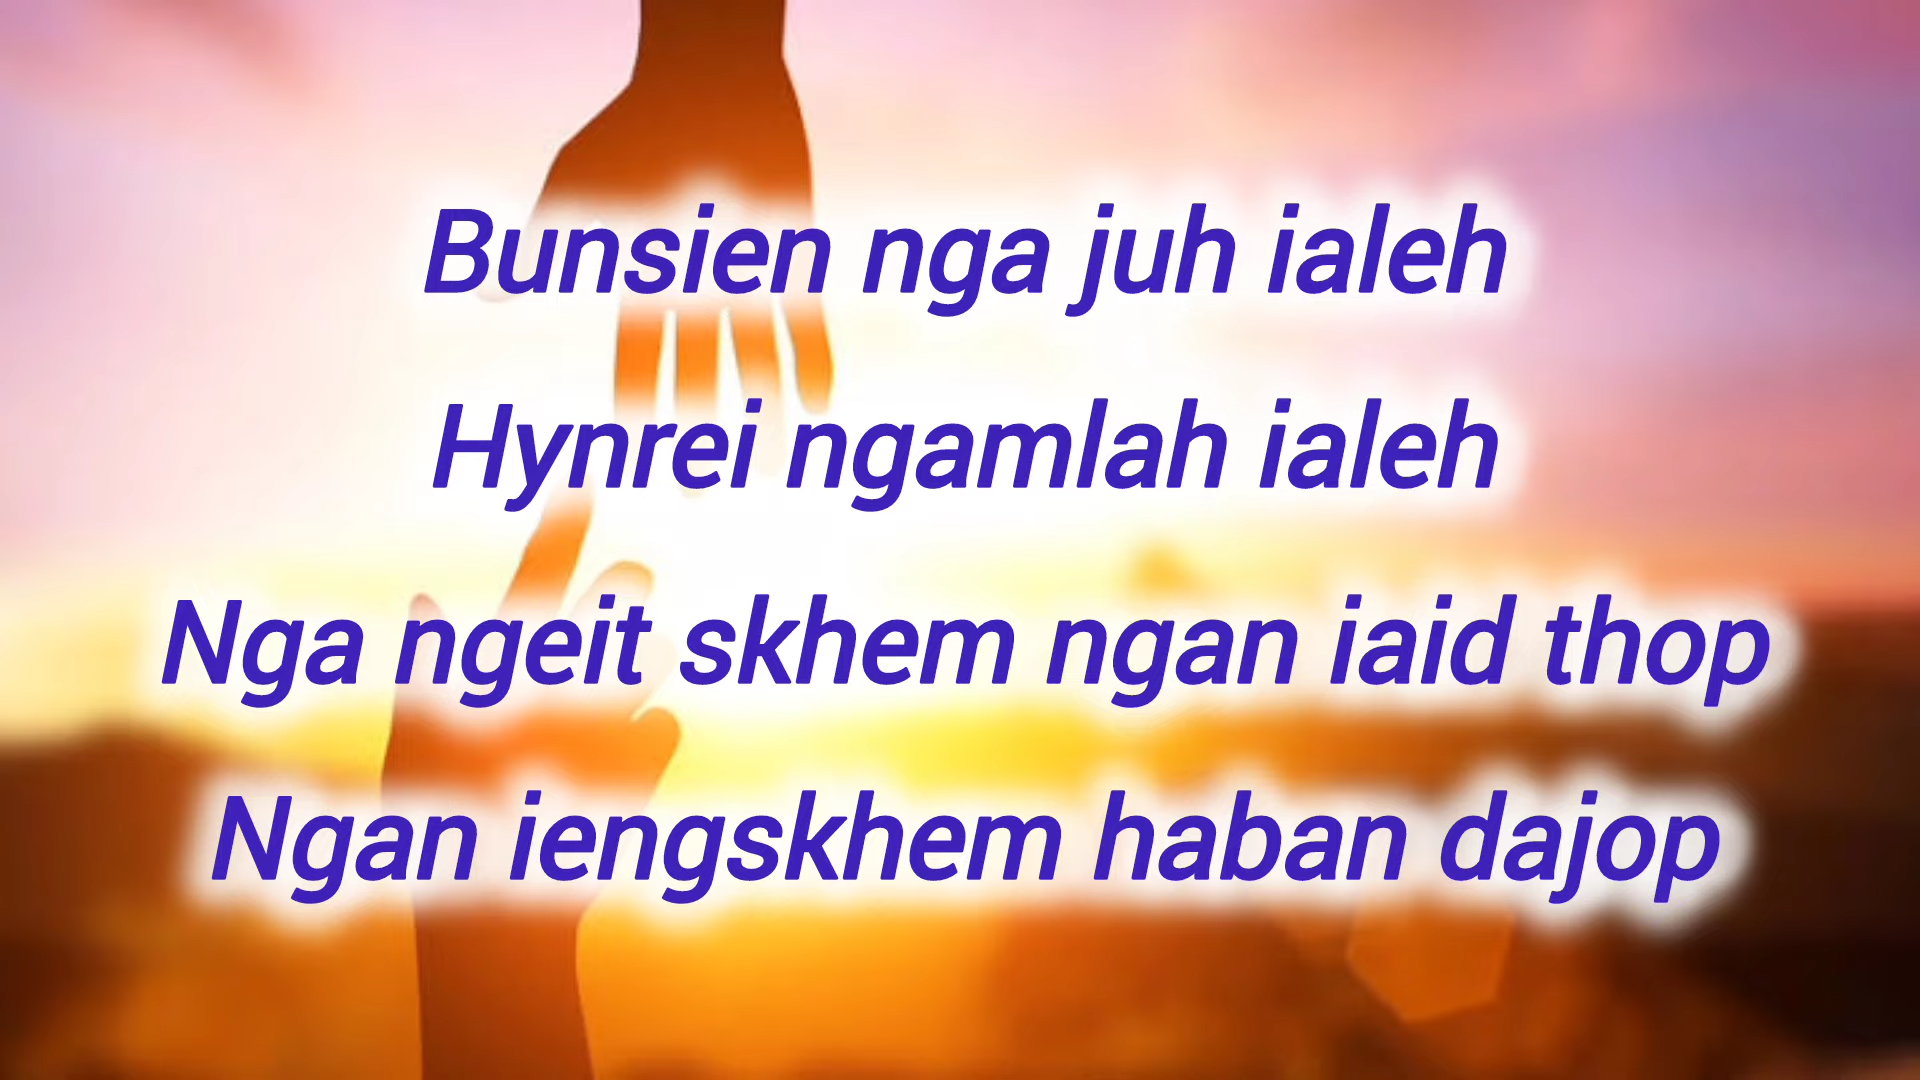 Bunsien nga juh ialeh
Hynrei ngamlah ialeh
Nga ngeit skhem ngan iaid thop
Ngan iengskhem haban dajop